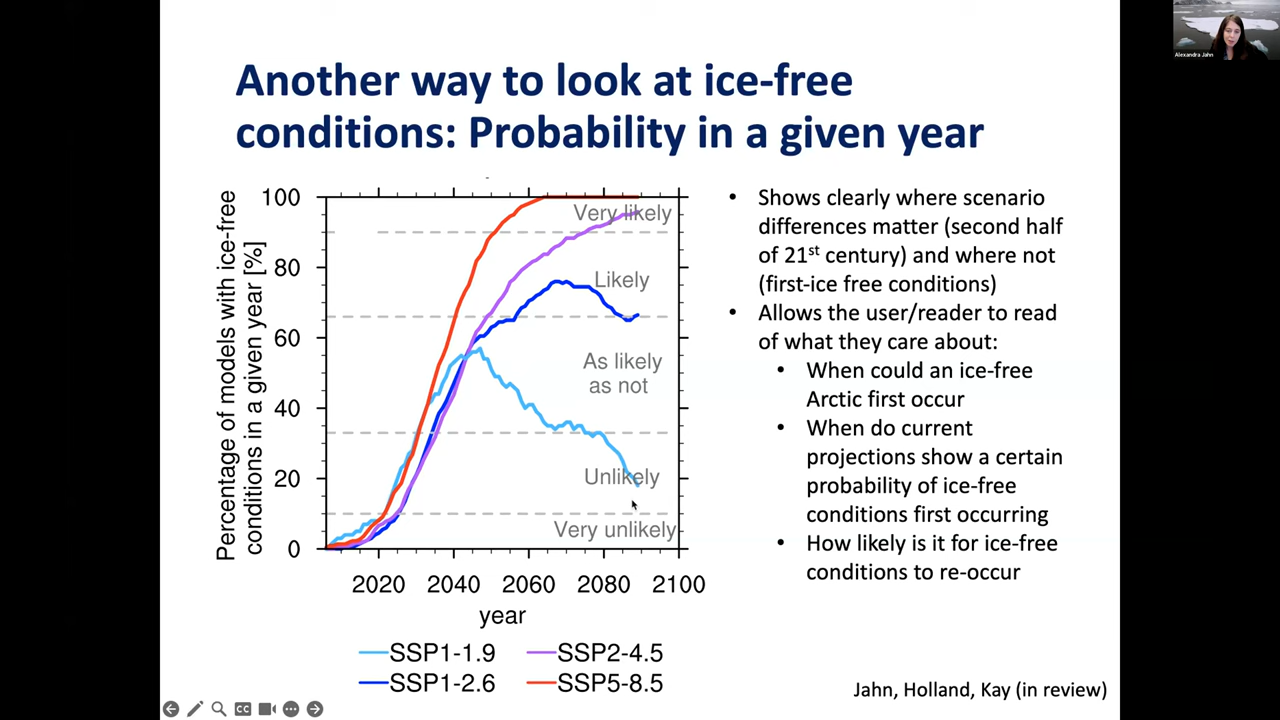 Alexandra Jahn
Another way to look at ice-free
conditions: Probability in a given year
Percentage of models with ice-free
conditions in a given year [%]
100
80
60
40
20
0
Very likely
Likely
As likely
as not
Unlikely
Very unlikely
2020 2040 2060 2080 2100
year
SSP1-1.9 SSP2-4.5
SSP1-2.6 SSP5-8.5
• Shows clearly where scenario
differences matter (second half
of 21st century) and where not
(first-ice free conditions)
• Allows the user/reader to read
of what they care about:
• When could an ice-free
Arctic first occur
• When do current
projections show a certain
probability of ice-free
conditions first occurring
• How likely is it for ice-free
conditions to re-occur
Jahn, Holland, Kay (in review)
CC